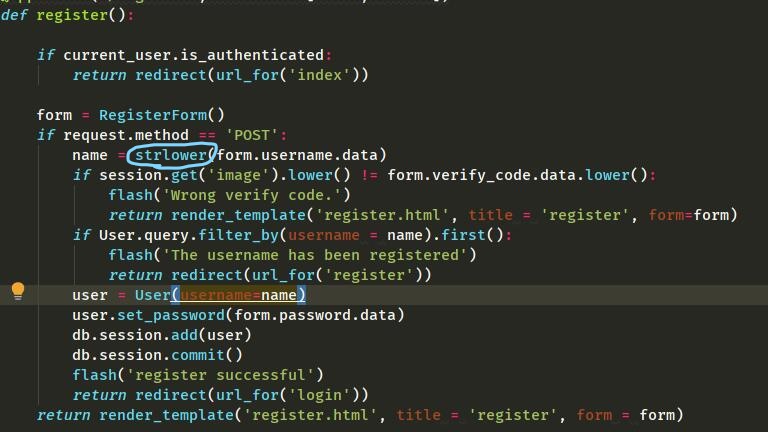 def register():
if current_user.is_authenticated:
return redirect(url_for('index'))
form = RegisterForm()
if request.method == 'POST':
name = strlower(form.username.data)
if session.get('image').lower() != form.verify_code.data.lower():
flash('Wrong verify code.')
return render_template('register.html', title = 'register', form=form)
if User.query.filter_by(username = name).first():
flash('The username has been registered')
return redirect(url_for('register'))
user = User(username=name)
user.set_password(form.password.data)
db.session.add(user)
db.session.commit()
flash('register successful')
return redirect(url_for('login'))
return render_template('register.html', title = 'register', form = form)